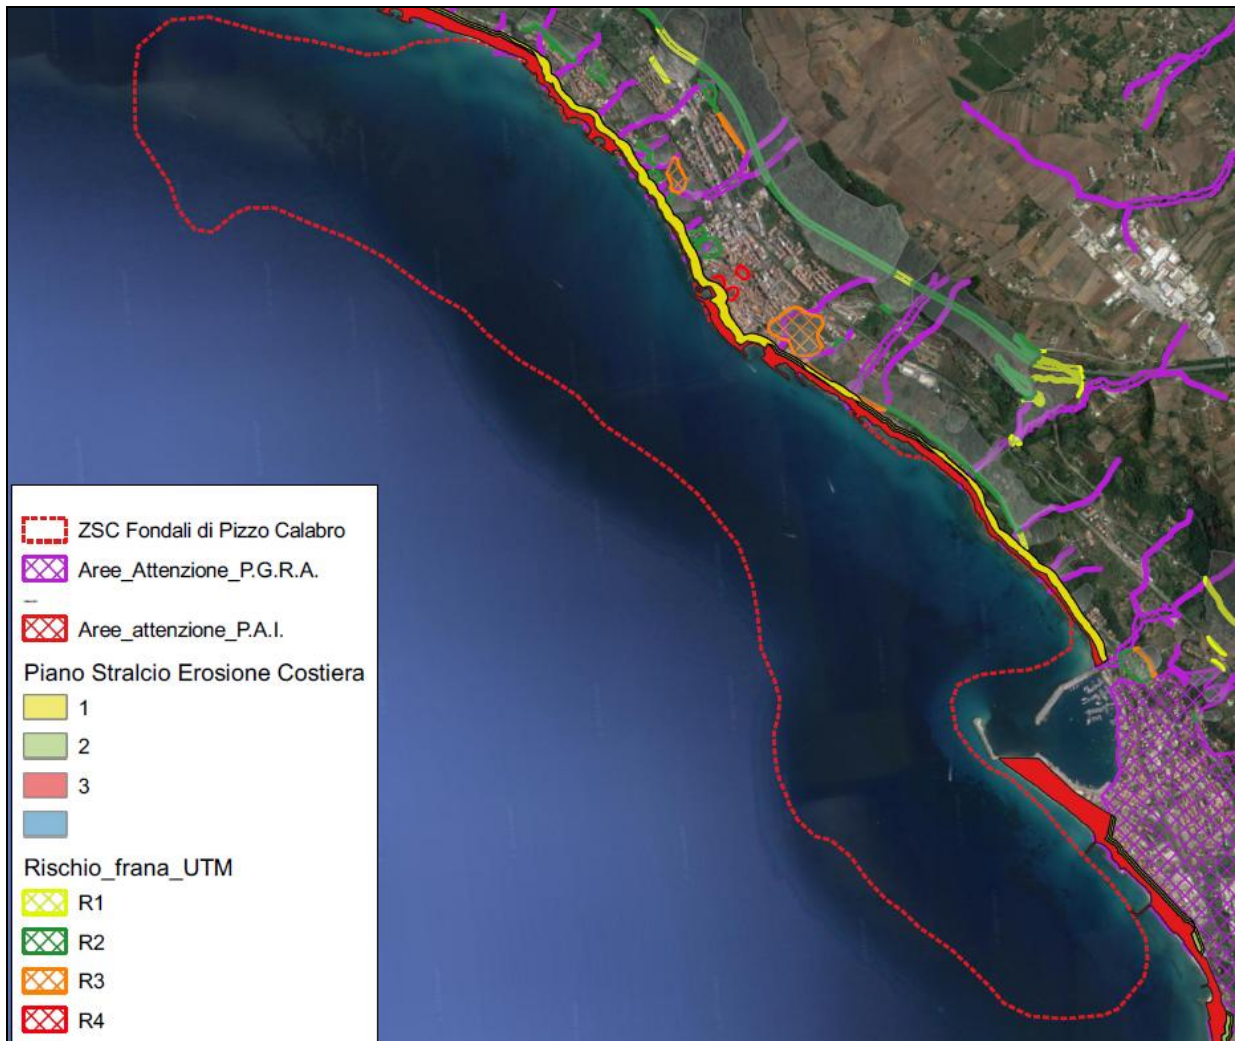 ZSC Fondali di Pizzo Calabro
Aree_Attenzione_P.G.R.A.
Aree_attenzione_P.A.I.
Piano Stralcio Erosione Costiera
1
2
3
Rischio_frana_UTM
R1
R2
R3
R4